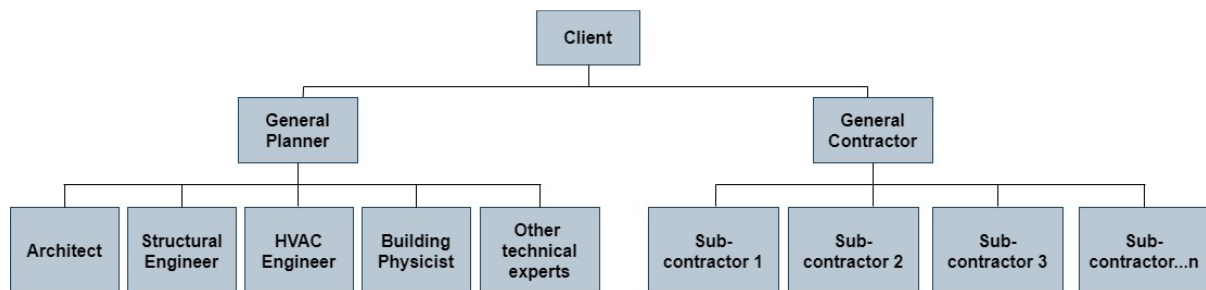 Client
General
Planner
General
Contractor
Architect
Structural
Engineer
HVAC
Engineer
Building
Physicist
Other
technical
experts
Sub-
contractor 1
Sub-
contractor 2
Sub-
contractor 3
Sub-
contractor...n